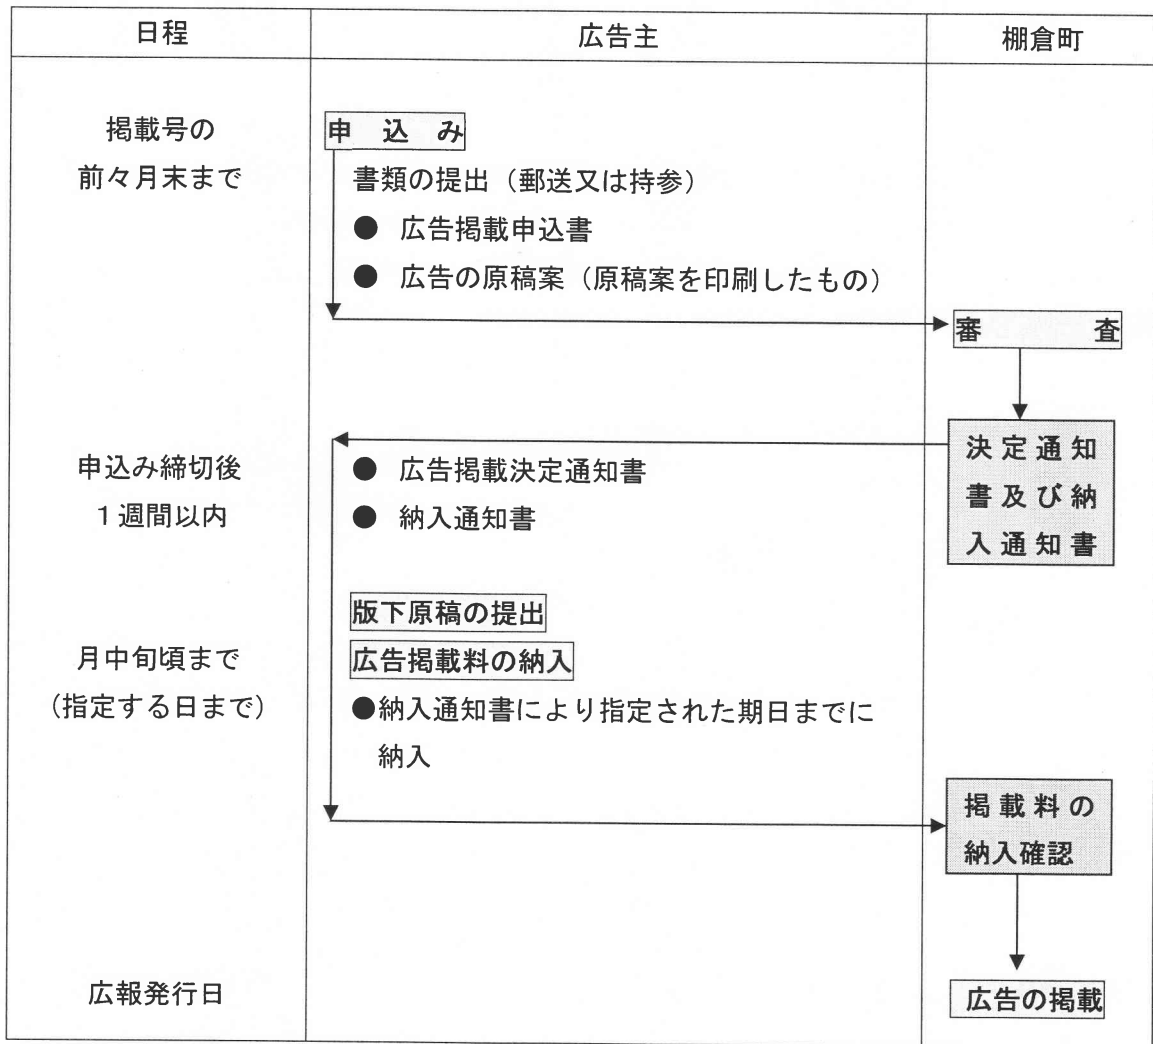 日程
広告主
棚倉町
掲載号の
前々月末まで
申　込　み
書類の提出（郵送又は持参）
● 広告掲載申込書
● 広告の原稿案（原稿案を印刷したもの）
審　　　　査
申込み締切後
１週間以内
● 広告掲載決定通知書
● 納入通知書
決定通知
書及び納
入通知書
月中旬頃まで
（指定する日まで）
版下原稿の提出
広告掲載料の納入
●納入通知書により指定された期日までに
納入
掲載料の
納入確認
広報発行日
広告の掲載